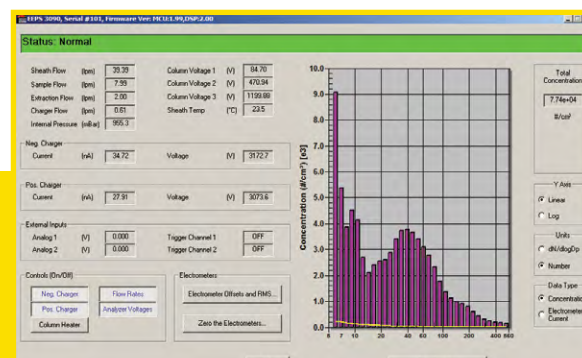 EEPS 3090, Serial #101, Firmware Ver: MCU:1.99,DSP:2.00
Status: Normal
Sheath Flow (lpm) 39.39
Sample Flow (lpm) 7.99
Extraction Flow (lpm) 2.00
Charger Flow (lpm) 0.61
Internal Pressure (mBar) 965.3
Column Voltage 1 (V) 84.70
Column Voltage 2 (V) 470.94
Column Voltage 3 (V) 1199.88
Sheath Temp (°C) 23.5
Neg. Charger
Current (nA) 34.72 Voltage (V) 3172.7
Pos. Charger
Current (nA) 27.91 Voltage (V) 3073.6
External Inputs
Analog 1 (V) 0.000 Trigger Channel 1 OFF
Analog 2 (V) 0.000 Trigger Channel 2 OFF
Controls (On/Off)
Neg. Charger Flow Rates
Pos. Charger Analyzer Voltages
Column Heater
Electrometers
Electrometer Offsets and RMS...
Zero the Electrometers...
Concentration (#/cm³) [e3]
10.0
9.0
8.0
7.0
6.0
5.0
4.0
3.0
2.0
1.0
0.0
6 7 10 20 40 60 100 200 400
Total
Concentration
7.74e+04
#/cm³
Y Axis
Linear
Log
Units
dN/dlogDp
Number
Data Type
Concentratio
Electrometer
Current